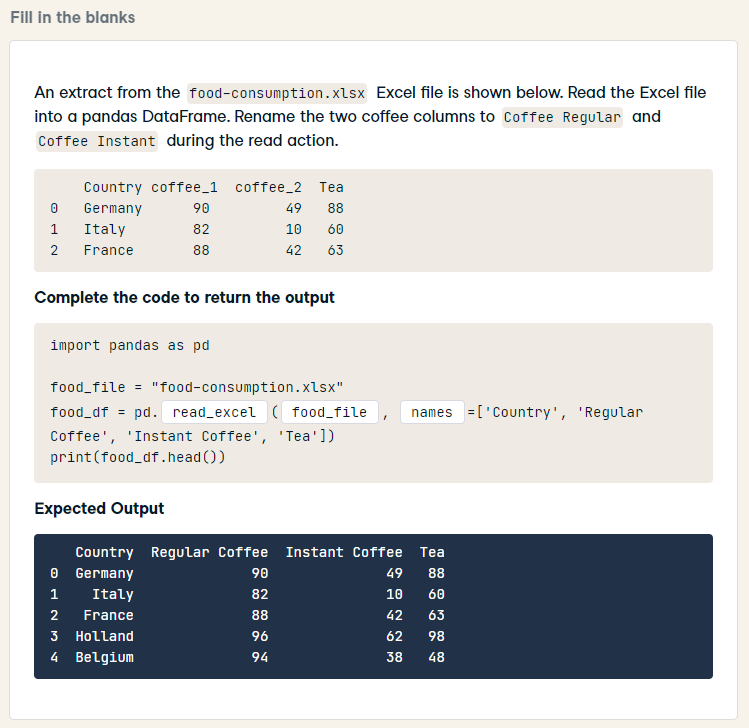 Fill in the blanks
An extract from the food-consumption.xlsx Excel file is shown below. Read the Excel file
into a pandas DataFrame. Rename the two coffee columns to Coffee Regular and
Coffee Instant during the read action.
Country coffee_1 coffee_2 Tea
0 Germany 90 49 88
1 Italy 82 10 60
2 France 88 42 63
Complete the code to return the output
import pandas as pd
food_file = "food-consumption.xlsx"
food_df = pd. read_excel ( food_file , names =['Country', 'Regular
Coffee', 'Instant Coffee', 'Tea'])
print(food_df.head())
Expected Output
Country Regular Coffee Instant Coffee Tea
0 Germany 90 49 88
1 Italy 82 10 60
2 France 88 42 63
3 Holland 96 62 98
4 Belgium 94 38 48